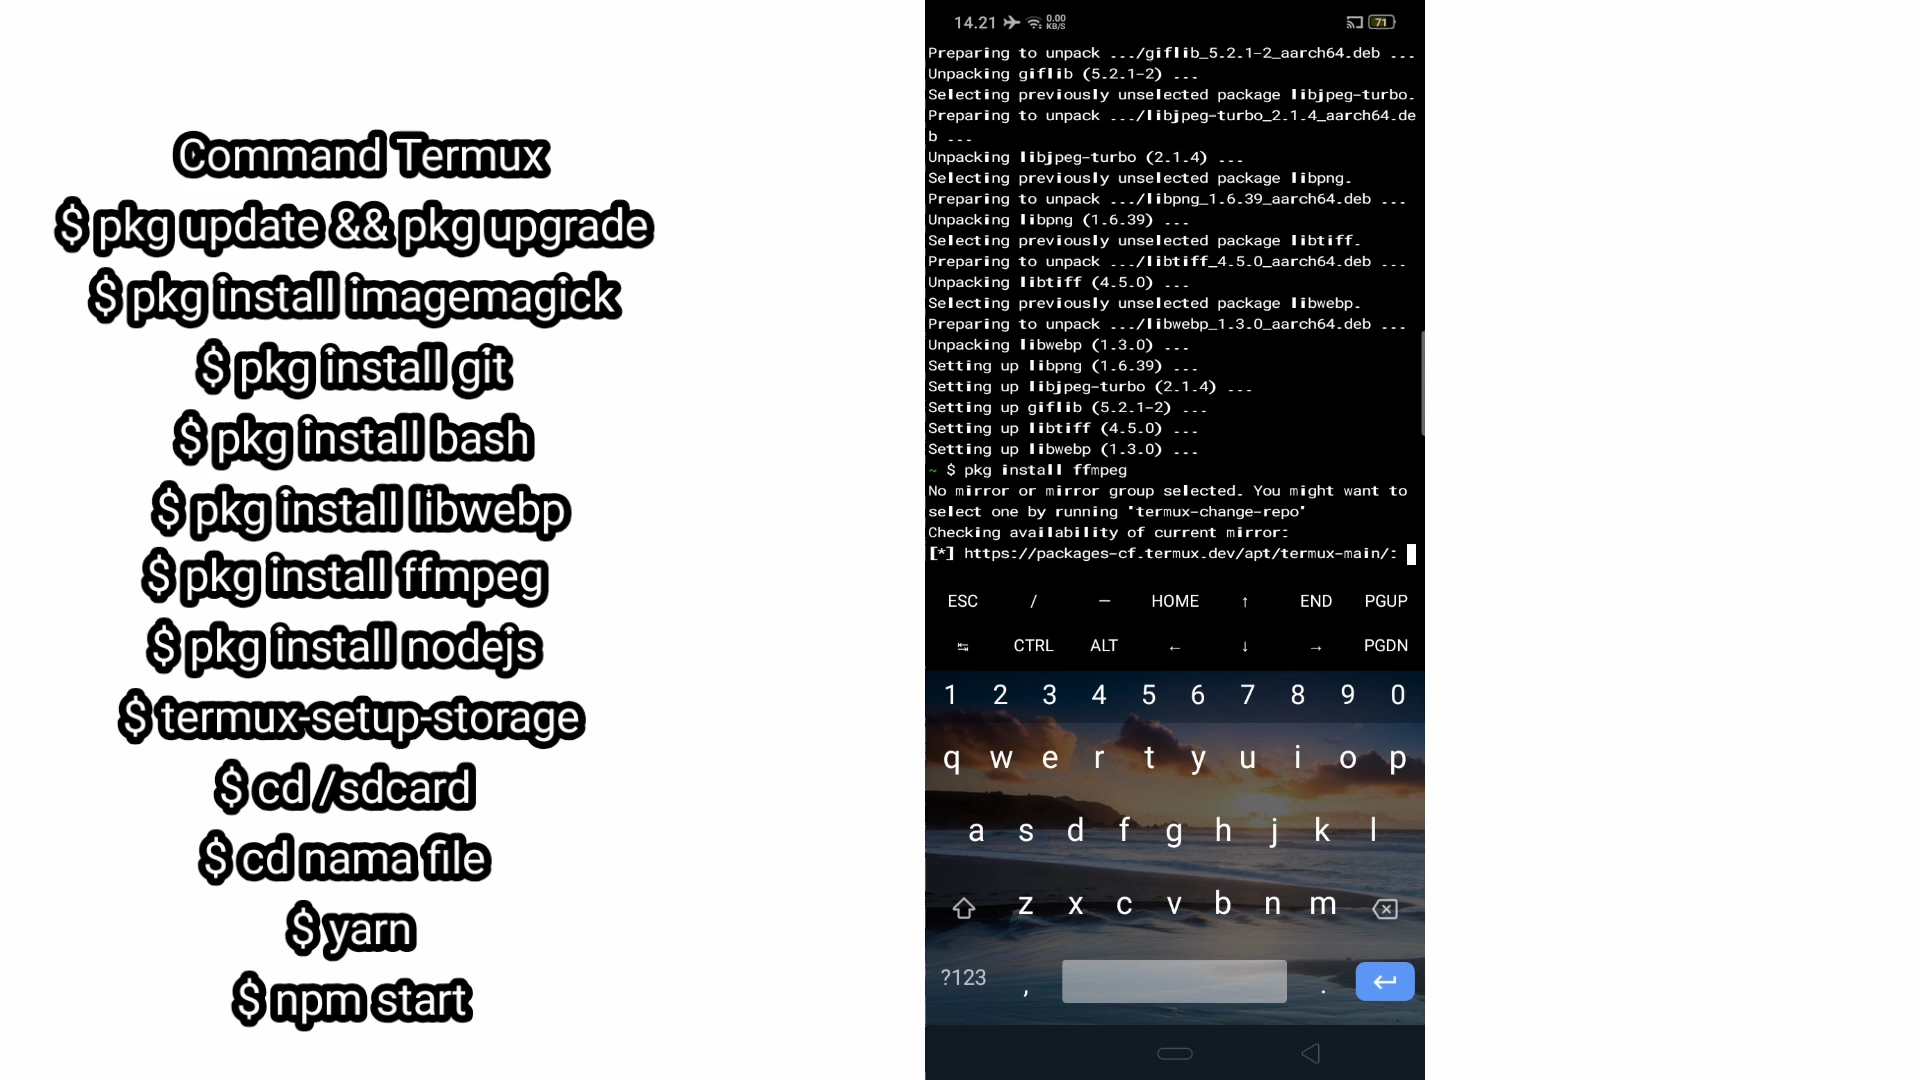 Command Termux
$ pkg update && pkg upgrade
$ pkg install imagemagick
$ pkg install git
$ pkg install bash
$ pkg install libwebp
$ pkg install ffmpeg
$ pkg install nodejs
$ termux-setup-storage
$ cd /sdcard
$ cd nama file
$ yarn
$ npm start
14.21 0.00 KB/S 71
Preparing to unpack .../giflib_5.2.1-2_aarch64.deb ...
Unpacking giflib (5.2.1-2) ...
Selecting previously unselected package libjpeg-turbo.
Preparing to unpack .../libjpeg-turbo_2.1.4_aarch64.de
b ...
Unpacking libjpeg-turbo (2.1.4) ...
Selecting previously unselected package libpng.
Preparing to unpack .../libpng_1.6.39_aarch64.deb ...
Unpacking libpng (1.6.39) ...
Selecting previously unselected package libtiff.
Preparing to unpack .../libtiff_4.5.0_aarch64.deb ...
Unpacking libtiff (4.5.0) ...
Selecting previously unselected package libwebp.
Preparing to unpack .../libwebp_1.3.0_aarch64.deb ...
Unpacking libwebp (1.3.0) ...
Setting up libpng (1.6.39) ...
Setting up libjpeg-turbo (2.1.4) ...
Setting up giflib (5.2.1-2) ...
Setting up libtiff (4.5.0) ...
Setting up libwebp (1.3.0) ...
~ $ pkg install ffmpeg
No mirror or mirror group selected. You might want to
select one by running 'termux-change-repo'
Checking availability of current mirror:
[*] https://packages-cf.termux.dev/apt/termux-main/:
ESC / — HOME ↑ END PGUP
↹ CTRL ALT ← ↓ → PGDN
1 2 3 4 5 6 7 8 9 0
q w e r t y u i o p
a s d f g h j k l
z x c v b n m
?123 , .